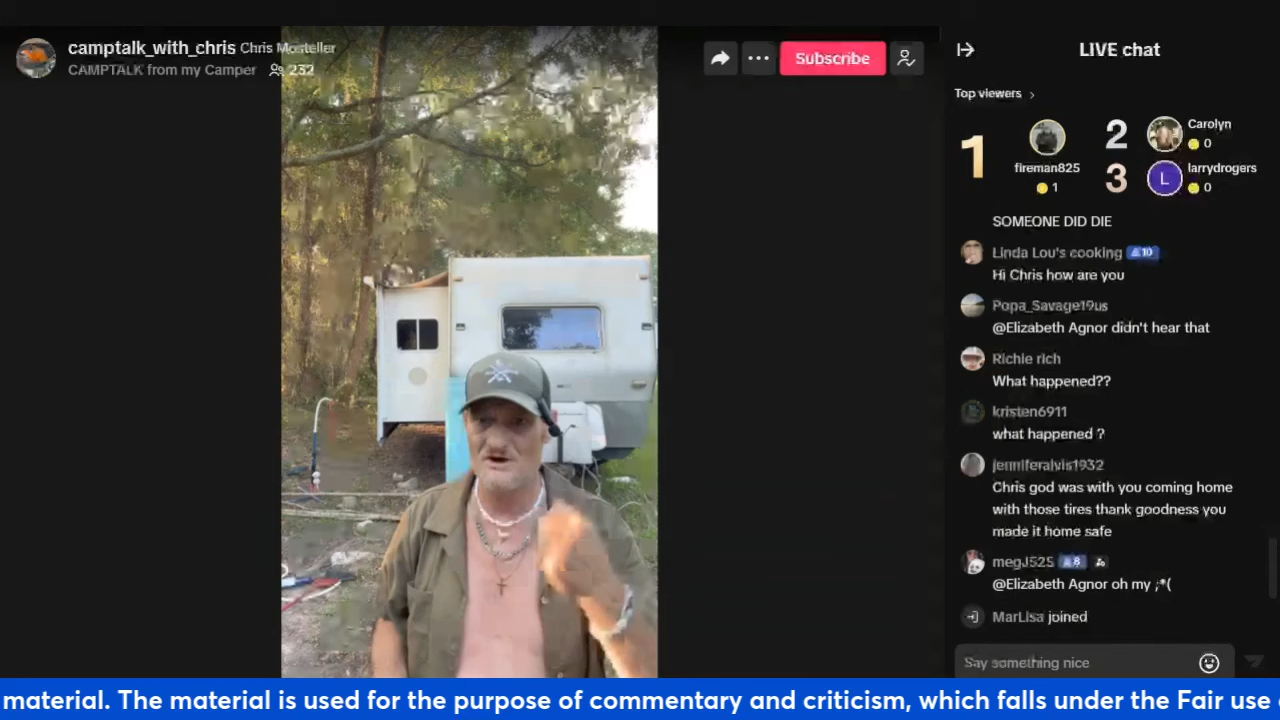 camptalk_with_chris Chris Mosteller
CAMPTALK from my Camper 232
Subscribe
LIVE chat
Top viewers
1
fireman825
1
2
Carolyn
0
3
L
larrydrogers
0
SOMEONE DID DIE
Linda Lou's cooking 10
Hi Chris how are you
Popa_Savage19us
@Elizabeth Agnor didn't hear that
Richie rich
What happened??
kristen6911
what happened ?
jenniferalvis1932
Chris god was with you coming home
with those tires thank goodness you
made it home safe
megJ525 8
@Elizabeth Agnor oh my ;*(
MarLisa joined
Say something nice
material. The material is used for the purpose of commentary and criticism, which falls under the Fair use